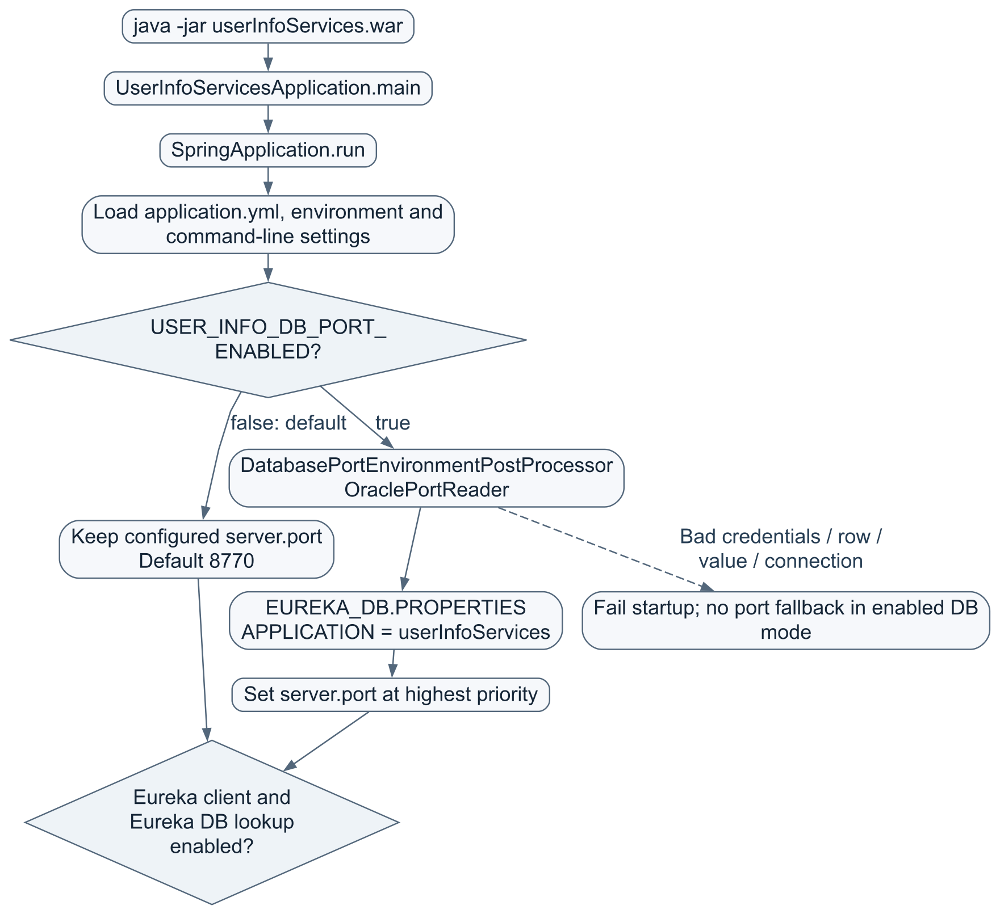 java -jar userInfoServices.war
UserInfoServicesApplication.main
SpringApplication.run
Load application.yml, environment and
command-line settings
USER_INFO_DB_PORT_
ENABLED?
false: default
true
DatabasePortEnvironmentPostProcessor
OraclePortReader
Keep configured server.port
Default 8770
Bad credentials / row /
value / connection
EUREKA_DB.PROPERTIES
APPLICATION = userInfoServices
Fail startup; no port fallback in enabled DB
mode
Set server.port at highest priority
Eureka client and
Eureka DB lookup
enabled?